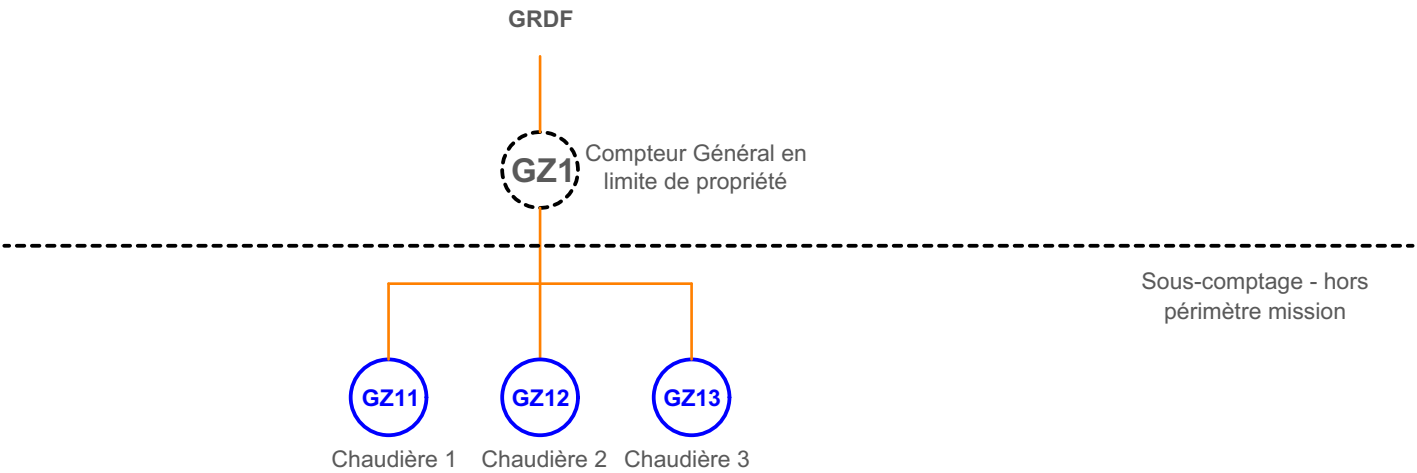 GRDF
GZ1
Compteur Général en
limite de propriété
Sous-comptage - hors
périmètre mission
GZ11
GZ12
GZ13
Chaudière 1
Chaudière 2
Chaudière 3